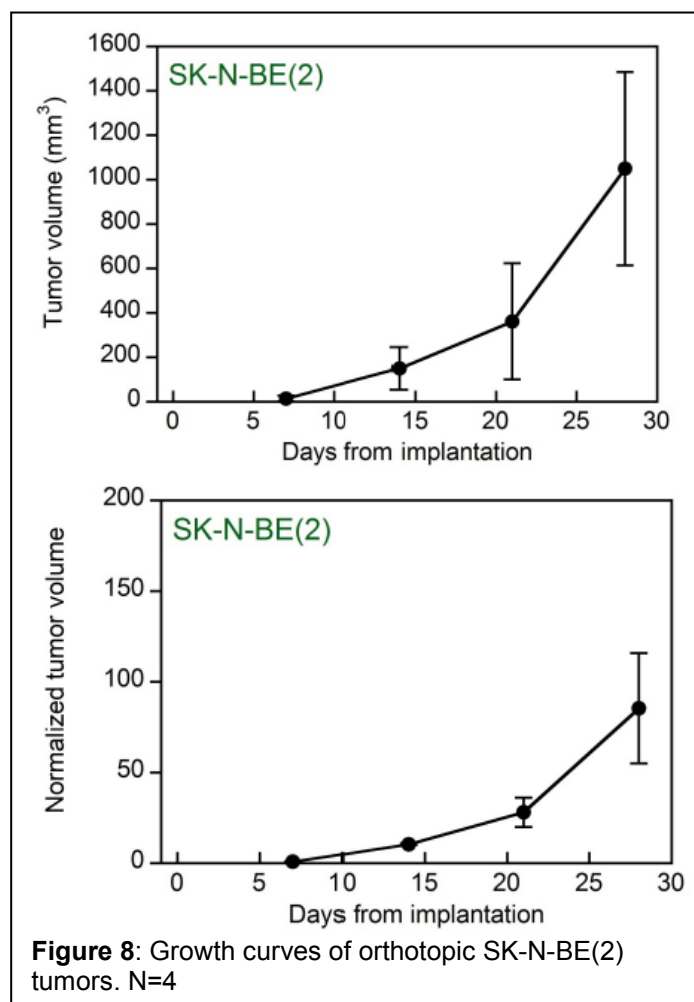 1600
1400
1200
1000
800
600
400
200
0
Tumor volume (mm³)
SK-N-BE(2)
0 5 10 15 20 25 30
Days from implantation
200
150
100
50
0
Normalized tumor volume
SK-N-BE(2)
0 5 10 15 20 25 30
Days from implantation
Figure 8: Growth curves of orthotopic SK-N-BE(2)
tumors. N=4